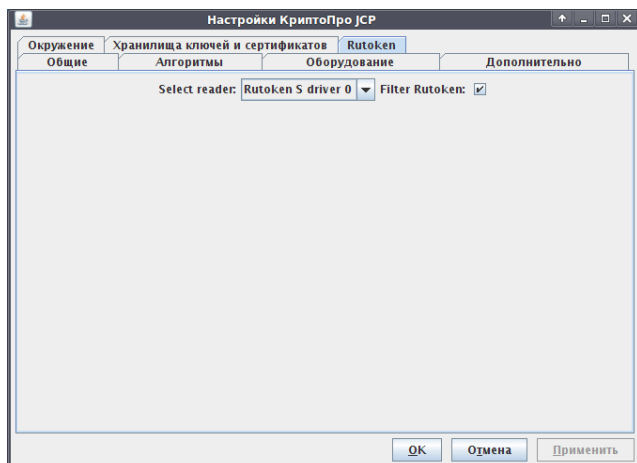 Настройки КриптоПро JCP
Окружение Хранилища ключей и сертификатов Rutoken
Общие Алгоритмы Оборудование Дополнительно
Select reader: Rutoken S driver 0 Filter Rutoken:
OK Отмена Применить